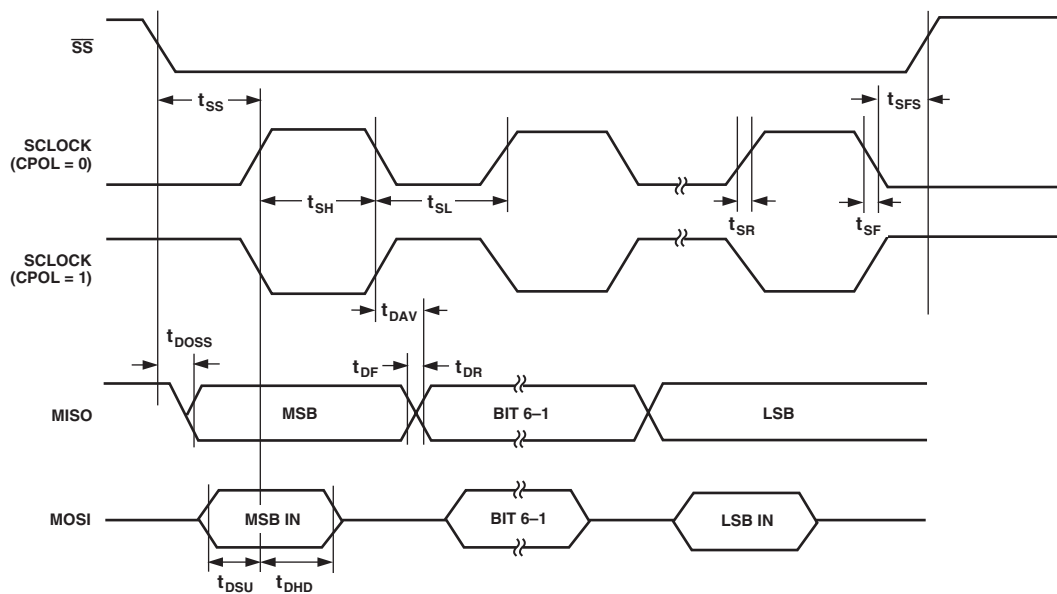 SS
tSS
tSFS
SCLOCK
(CPOL = 0)
tSH
tSL
tSR
tSF
SCLOCK
(CPOL = 1)
tDAV
tDOSS
tDF
tDR
MISO
MSB
BIT 6–1
LSB
MOSI
MSB IN
BIT 6–1
LSB IN
tDSU
tDHD